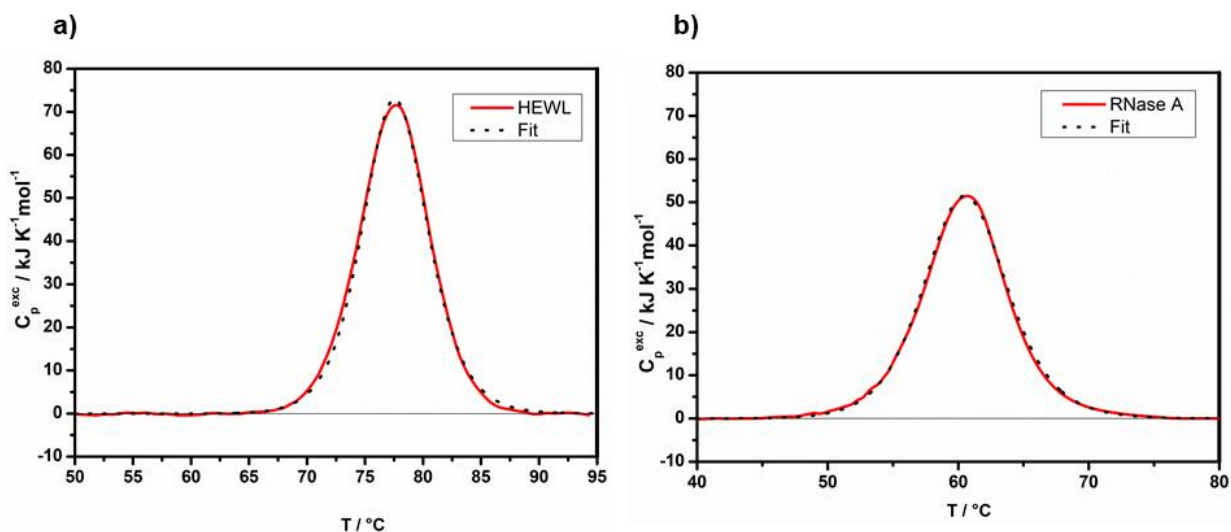 a)
80
70
60
50
40
30
20
10
0
-10
C_p^exc / kJ K^-1 mol^-1
HEWL
Fit
50 55 60 65 70 75 80 85 90 95
T / °C
b)
80
70
60
50
40
30
20
10
0
-10
C_p^exc / kJ K^-1 mol^-1
RNase A
Fit
40 50 60 70 80
T / °C